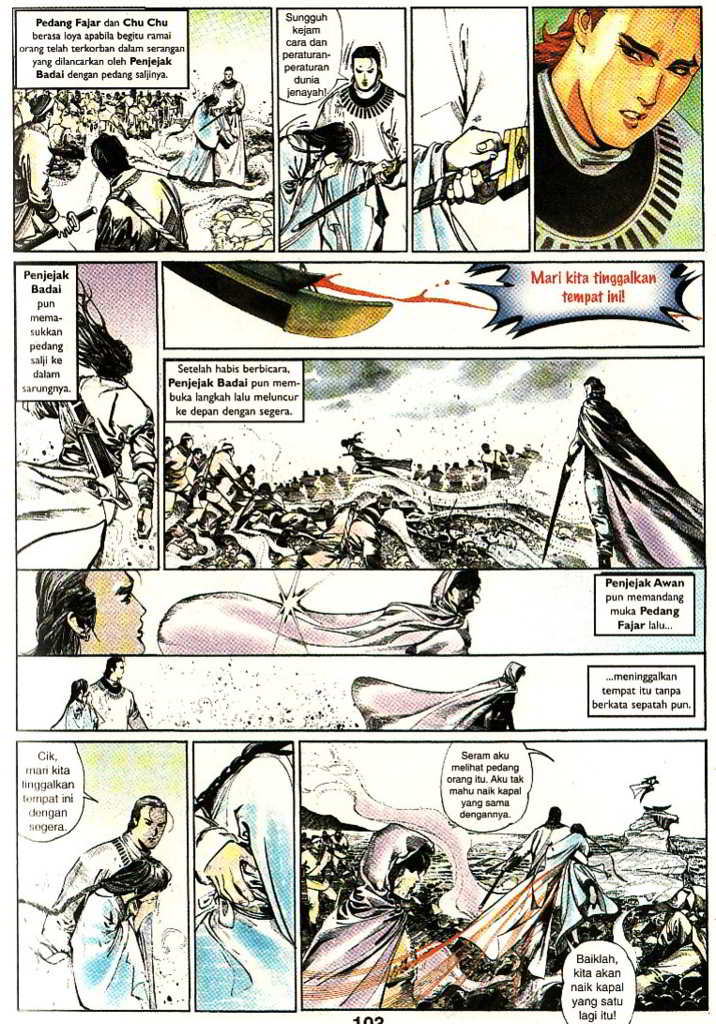 Pedang Fajar dan Chu Chu
berasa loya apabila begitu ramai
orang telah terkorban dalam serangan
yang dilancarkan oleh Penjejak
Badai dengan pedang saljinya.
Sungguh
kejam
cara dan
peraturan-
peraturan
dunia
jenayah!
Penjejak
Badai
pun
mema-
sukkan
pedang
salji ke
dalam
sarungnya.
Mari kita tinggalkan
tempat ini!
Setelah habis berbicara,
Penjejak Badai pun mem-
buka langkah lalu meluncur
ke depan dengan segera.
Penjejak Awan
pun memandang
muka Pedang
Fajar lalu...
...meninggalkan
tempat itu tanpa
berkata sepatah pun.
Cik,
mari kita
tinggalkan
tempat ini
dengan
segera.
Seram aku
melihat pedang
orang itu. Aku tak
mahu naik kapal
yang sama
dengannya.
Baiklah,
kita akan
naik kapal
yang satu
lagi itu!
103